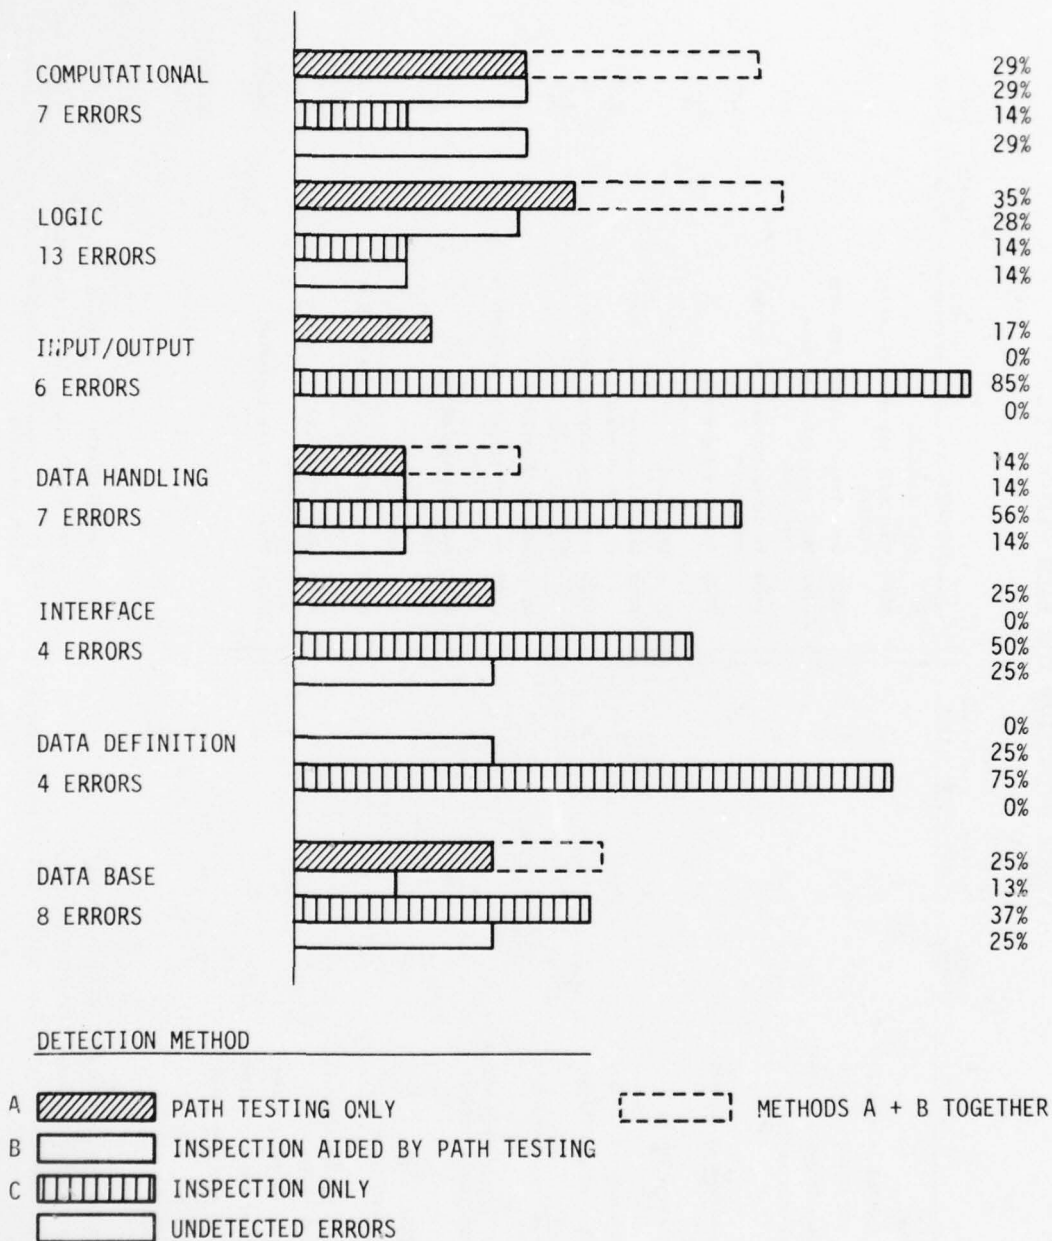 COMPUTATIONAL
7 ERRORS
29%
29%
14%
29%
LOGIC
13 ERRORS
35%
28%
14%
14%
INPUT/OUTPUT
6 ERRORS
17%
0%
85%
0%
DATA HANDLING
7 ERRORS
14%
14%
56%
14%
INTERFACE
4 ERRORS
25%
0%
50%
25%
DATA DEFINITION
4 ERRORS
0%
25%
75%
0%
DATA BASE
8 ERRORS
25%
13%
37%
25%
DETECTION METHOD
A PATH TESTING ONLY
METHODS A + B TOGETHER
B INSPECTION AIDED BY PATH TESTING
C INSPECTION ONLY
UNDETECTED ERRORS